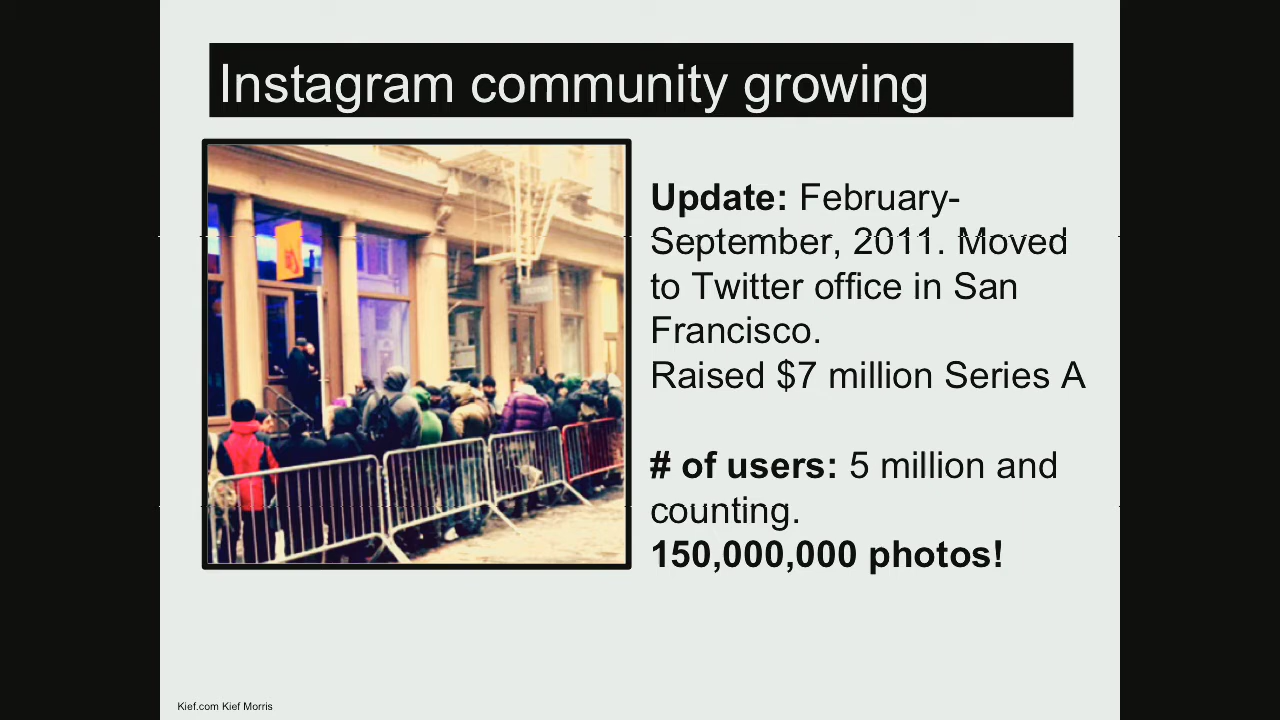 Instagram community growing
Update: February-
September, 2011. Moved
to Twitter office in San
Francisco.
Raised $7 million Series A
# of users: 5 million and
counting.
150,000,000 photos!
Kief.com Kief Morris